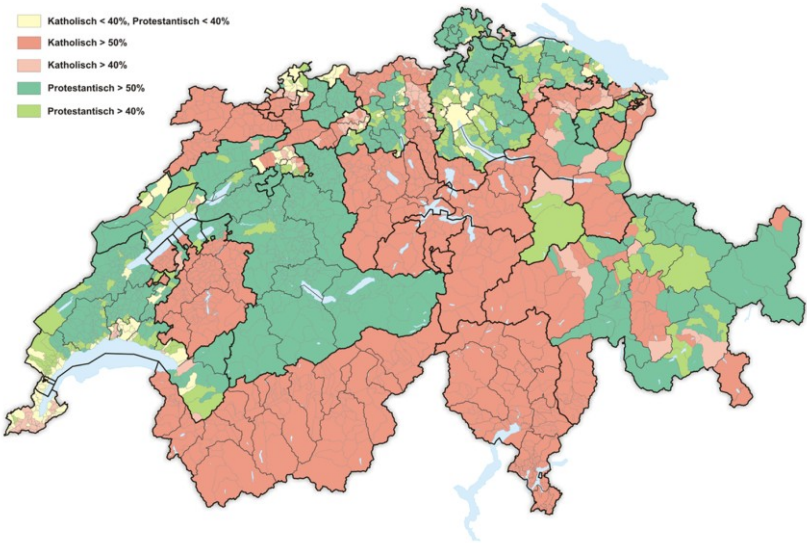 Katholisch < 40%, Protestantisch < 40%
Katholisch > 50%
Katholisch > 40%
Protestantisch > 50%
Protestantisch > 40%